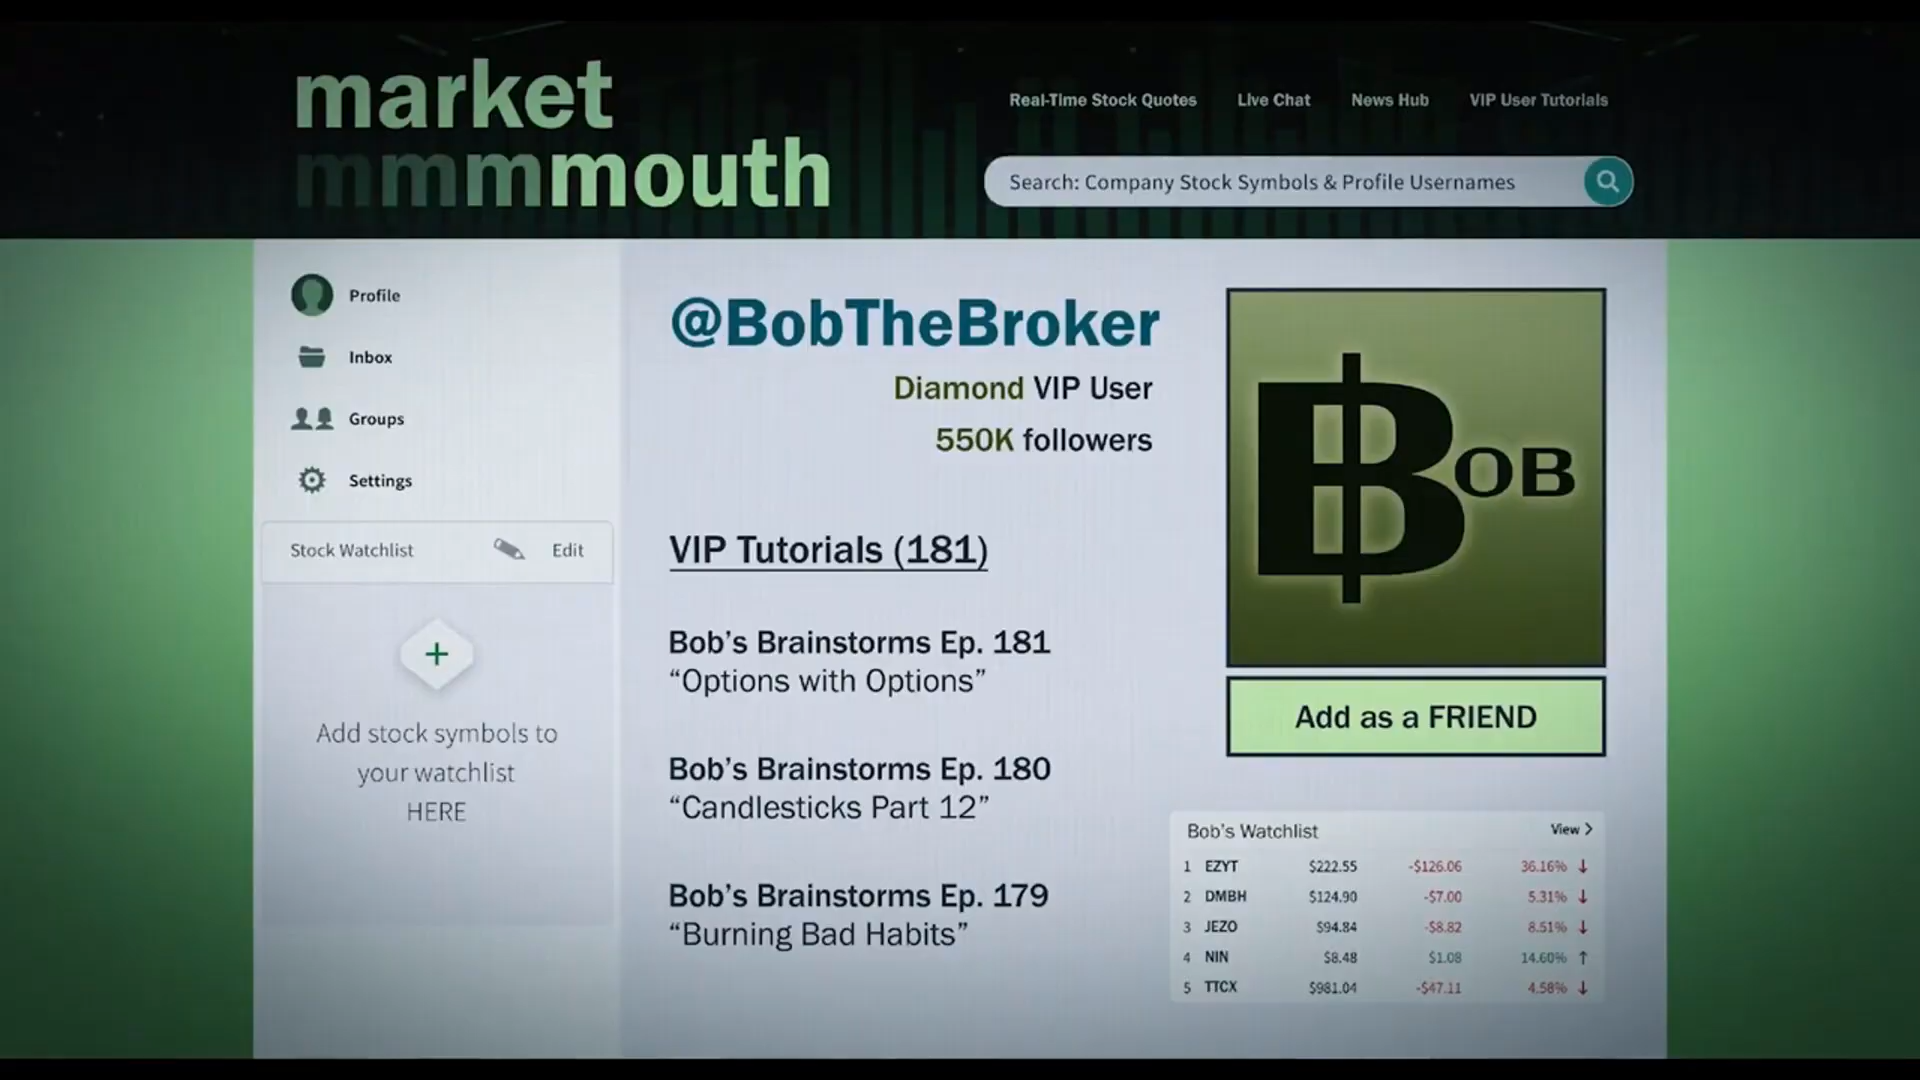 market
mmmmouth
Real-Time Stock Quotes Live Chat News Hub VIP User Tutorials
Search: Company Stock Symbols & Profile Usernames
Profile
Inbox
Groups
Settings
Stock Watchlist Edit
+
Add stock symbols to
your watchlist
HERE
@BobTheBroker
Diamond VIP User
550K followers
VIP Tutorials (181)
Bob’s Brainstorms Ep. 181
“Options with Options”
Bob’s Brainstorms Ep. 180
“Candlesticks Part 12”
Bob’s Brainstorms Ep. 179
“Burning Bad Habits”
BOB
Add as a FRIEND
Bob's Watchlist View >
1 EZYT $222.55 -$126.06 36.16% ↓
2 DMBH $124.90 -$7.00 5.31% ↓
3 JEZO $94.84 -$8.82 8.51% ↓
4 NIN $8.48 $1.08 14.60% ↑
5 TTCX $981.04 -$47.11 4.58% ↓